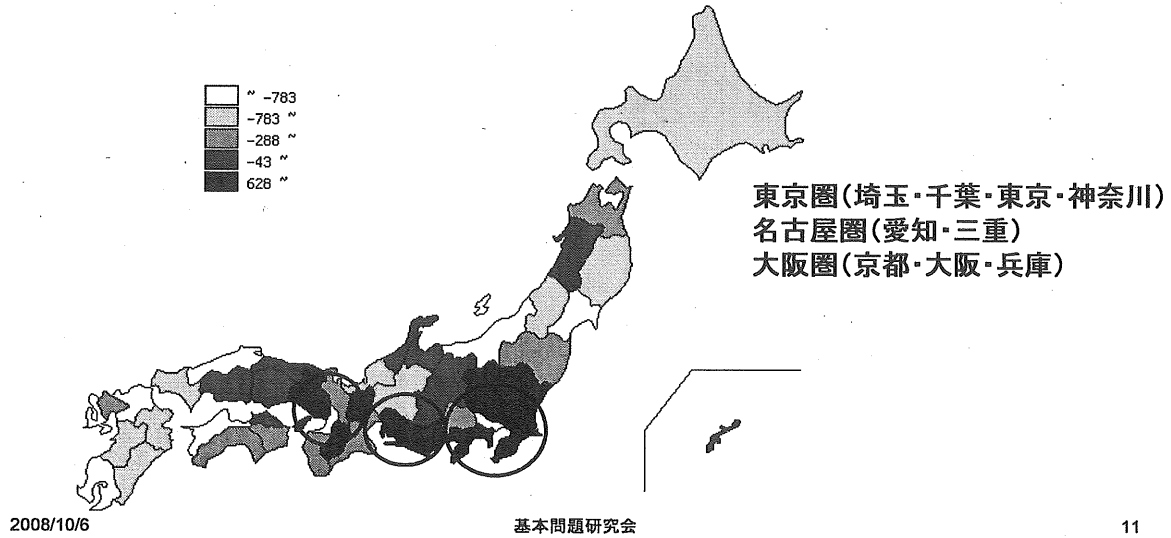 ~ -783
-783 ~
-288 ~
-43 ~
628 ~
東京圏(埼玉・千葉・東京・神奈川)
名古屋圏(愛知・三重)
大阪圏(京都・大阪・兵庫)
2008/10/6
基本問題研究会
11